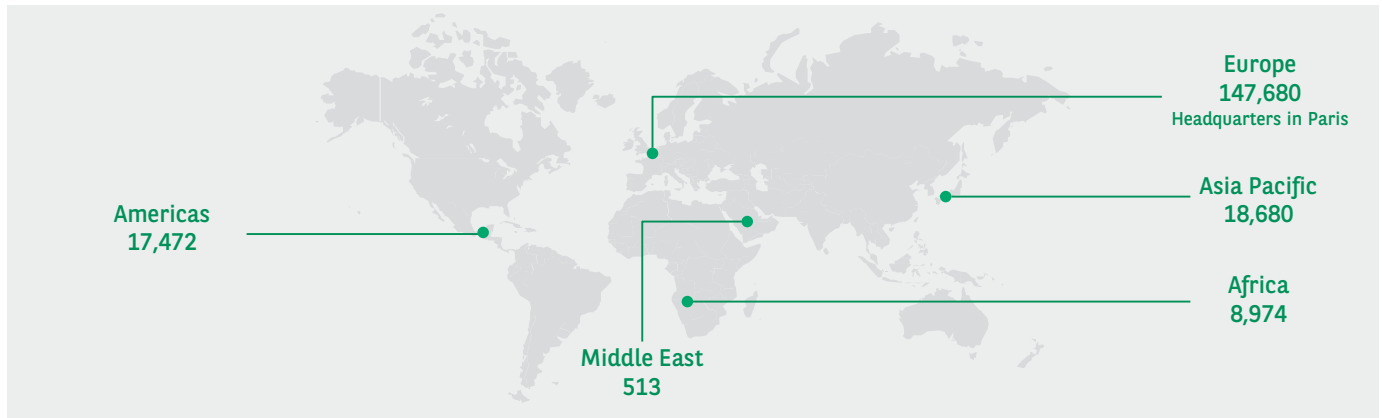 Europe
147,680
Headquarters in Paris
Asia Pacific
18,680
Americas
17,472
Africa
8,974
Middle East
513